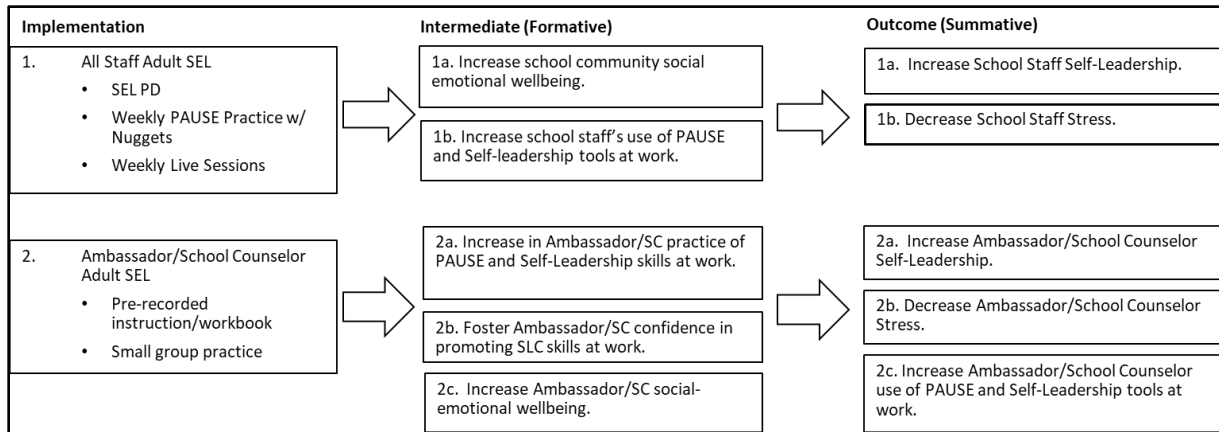 Implementation
1. All Staff Adult SEL
• SEL PD
• Weekly PAUSE Practice w/
Nuggets
• Weekly Live Sessions
2. Ambassador/School Counselor
Adult SEL
• Pre-recorded
instruction/workbook
• Small group practice
Intermediate (Formative)
1a. Increase school community social
emotional wellbeing.
1b. Increase school staff’s use of PAUSE
and Self-leadership tools at work.
2a. Increase in Ambassador/SC practice of
PAUSE and Self-Leadership skills at work.
2b. Foster Ambassador/SC confidence in
promoting SLC skills at work.
2c. Increase Ambassador/SC social-
emotional wellbeing.
Outcome (Summative)
1a. Increase School Staff Self-Leadership.
1b. Decrease School Staff Stress.
2a. Increase Ambassador/School Counselor
Self-Leadership.
2b. Decrease Ambassador/School Counselor
Stress.
2c. Increase Ambassador/School Counselor
use of PAUSE and Self-Leadership tools at
work.